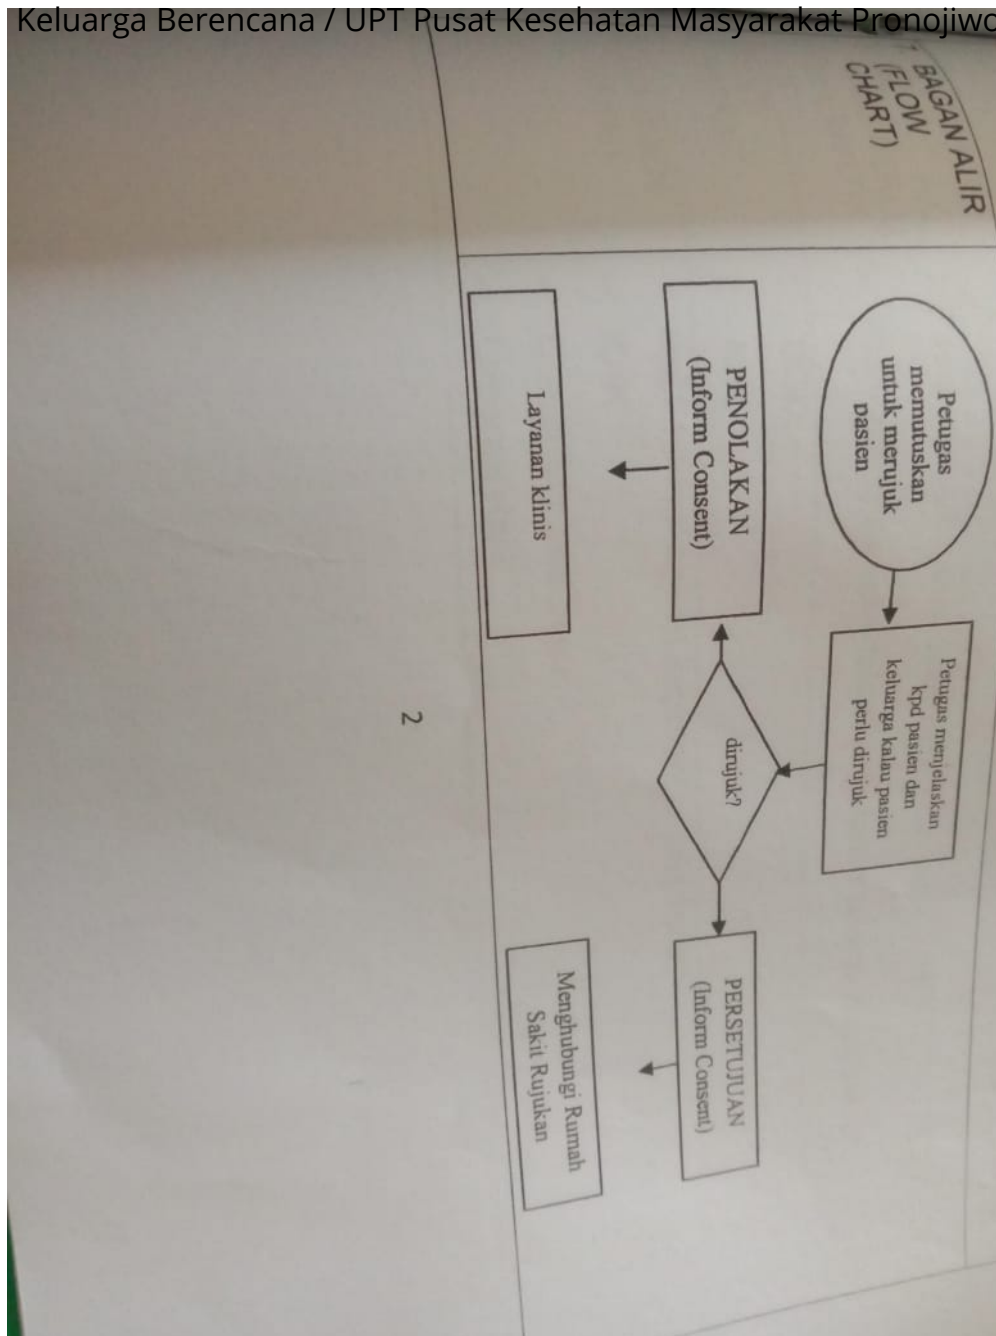 Keluarga Berencana / UPT Pusat Kesehatan Masyarakat Pronojiwo
BAGAN ALIR
(FLOW
CHART)
Petugas
memutuskan
untuk merujuk
pasien
Petugas menjelaskan
kpd pasien dan
keluarga kalau pasien
perlu dirujuk
dirujuk?
PENOLAKAN
(Inform Consent)
PERSETUJUAN
(Inform Consent)
Layanan klinis
Menghubungi Rumah
Sakit Rujukan
2